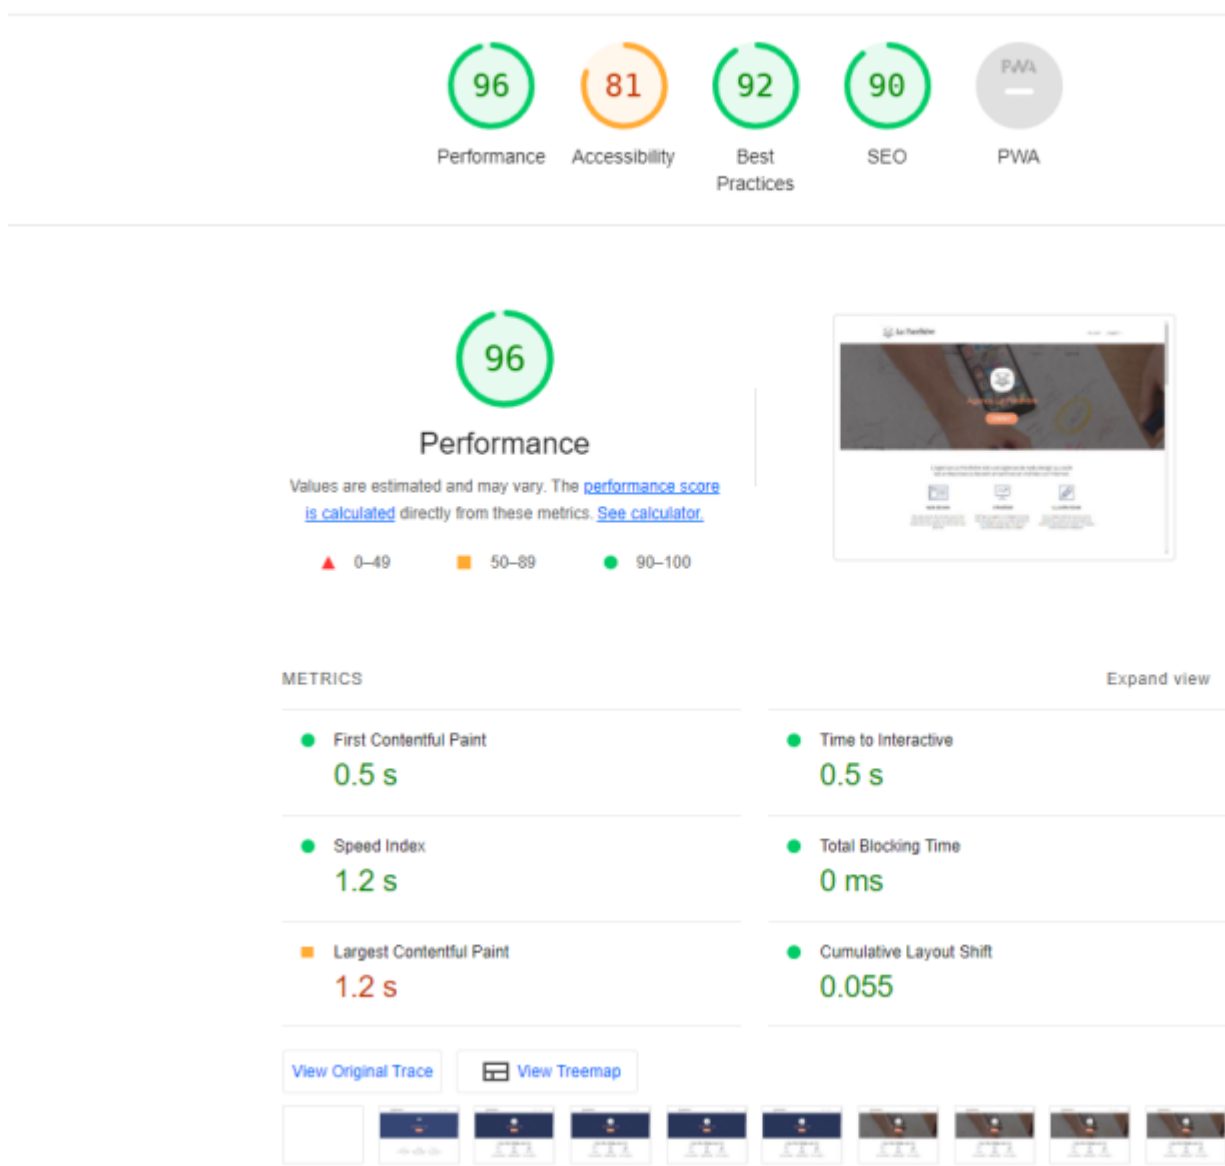 96
81
92
90
PWA
Performance
Accessibility
Best
Practices
SEO
PWA
96
Performance
Values are estimated and may vary. The performance score
is calculated directly from these metrics. See calculator.
0–49
50–89
90–100
METRICS
Expand view
First Contentful Paint
0.5 s
Time to Interactive
0.5 s
Speed Index
1.2 s
Total Blocking Time
0 ms
Largest Contentful Paint
1.2 s
Cumulative Layout Shift
0.055
View Original Trace
View Treemap